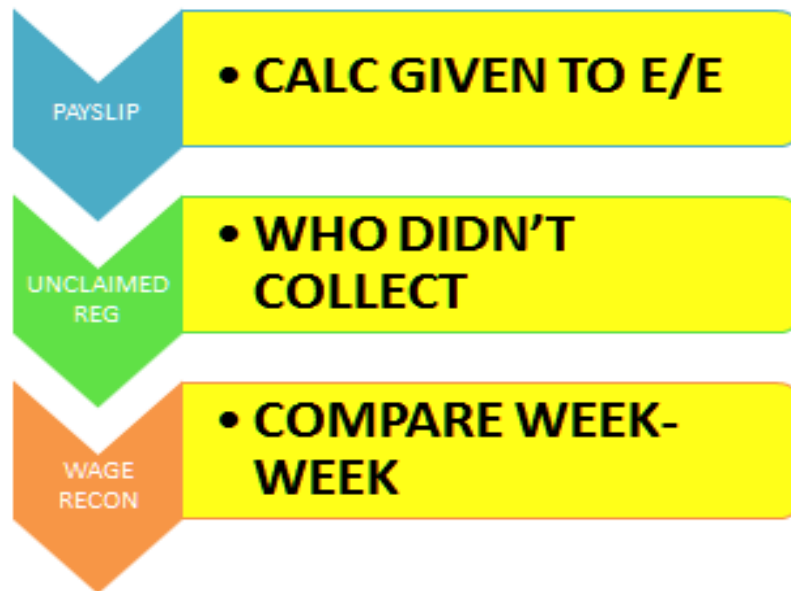 PAYSLIP
• CALC GIVEN TO E/E
UNCLAIMED
REG
• WHO DIDN’T
COLLECT
WAGE
RECON
• COMPARE WEEK-
WEEK